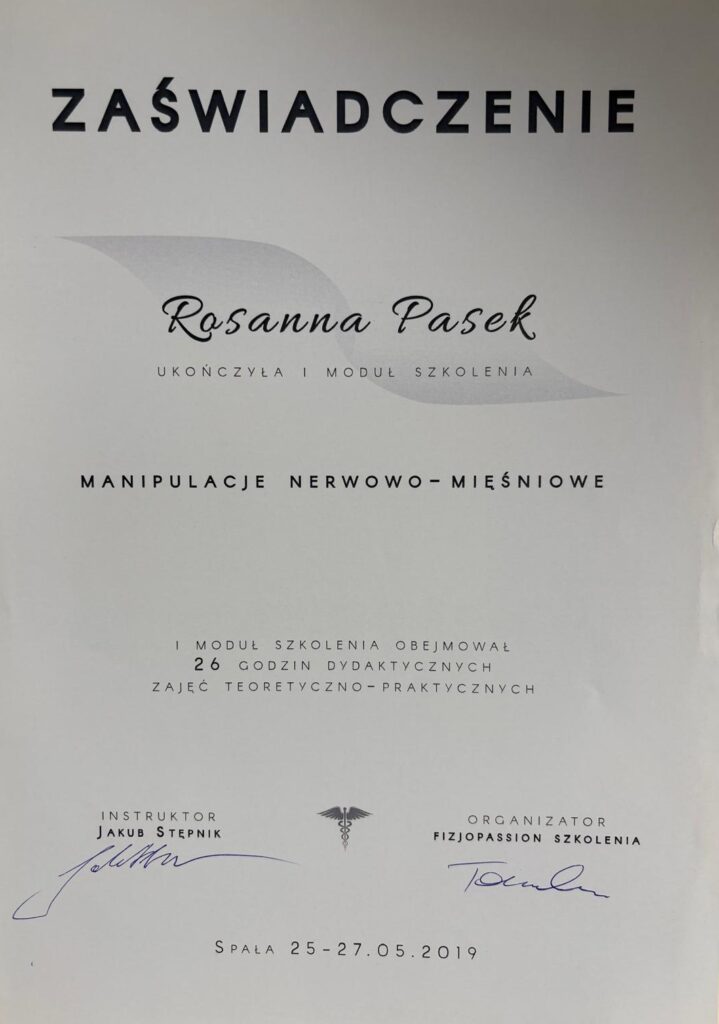 ZAŚWIADCZENIE
Rosanna Pasek
UKOŃCZYŁA I MODUŁ SZKOLENIA
MANIPULACJE NERWOWO-MIĘŚNIOWE
I MODUŁ SZKOLENIA OBEJMOWAŁ
26 GODZIN DYDAKTYCZNYCH
ZAJĘĆ TEORETYCZNO-PRAKTYCZNYCH
INSTRUKTOR
JAKUB STĘPNIK
ORGANIZATOR
FIZJOPASSION SZKOLENIA
SPAŁA 25-27.05.2019